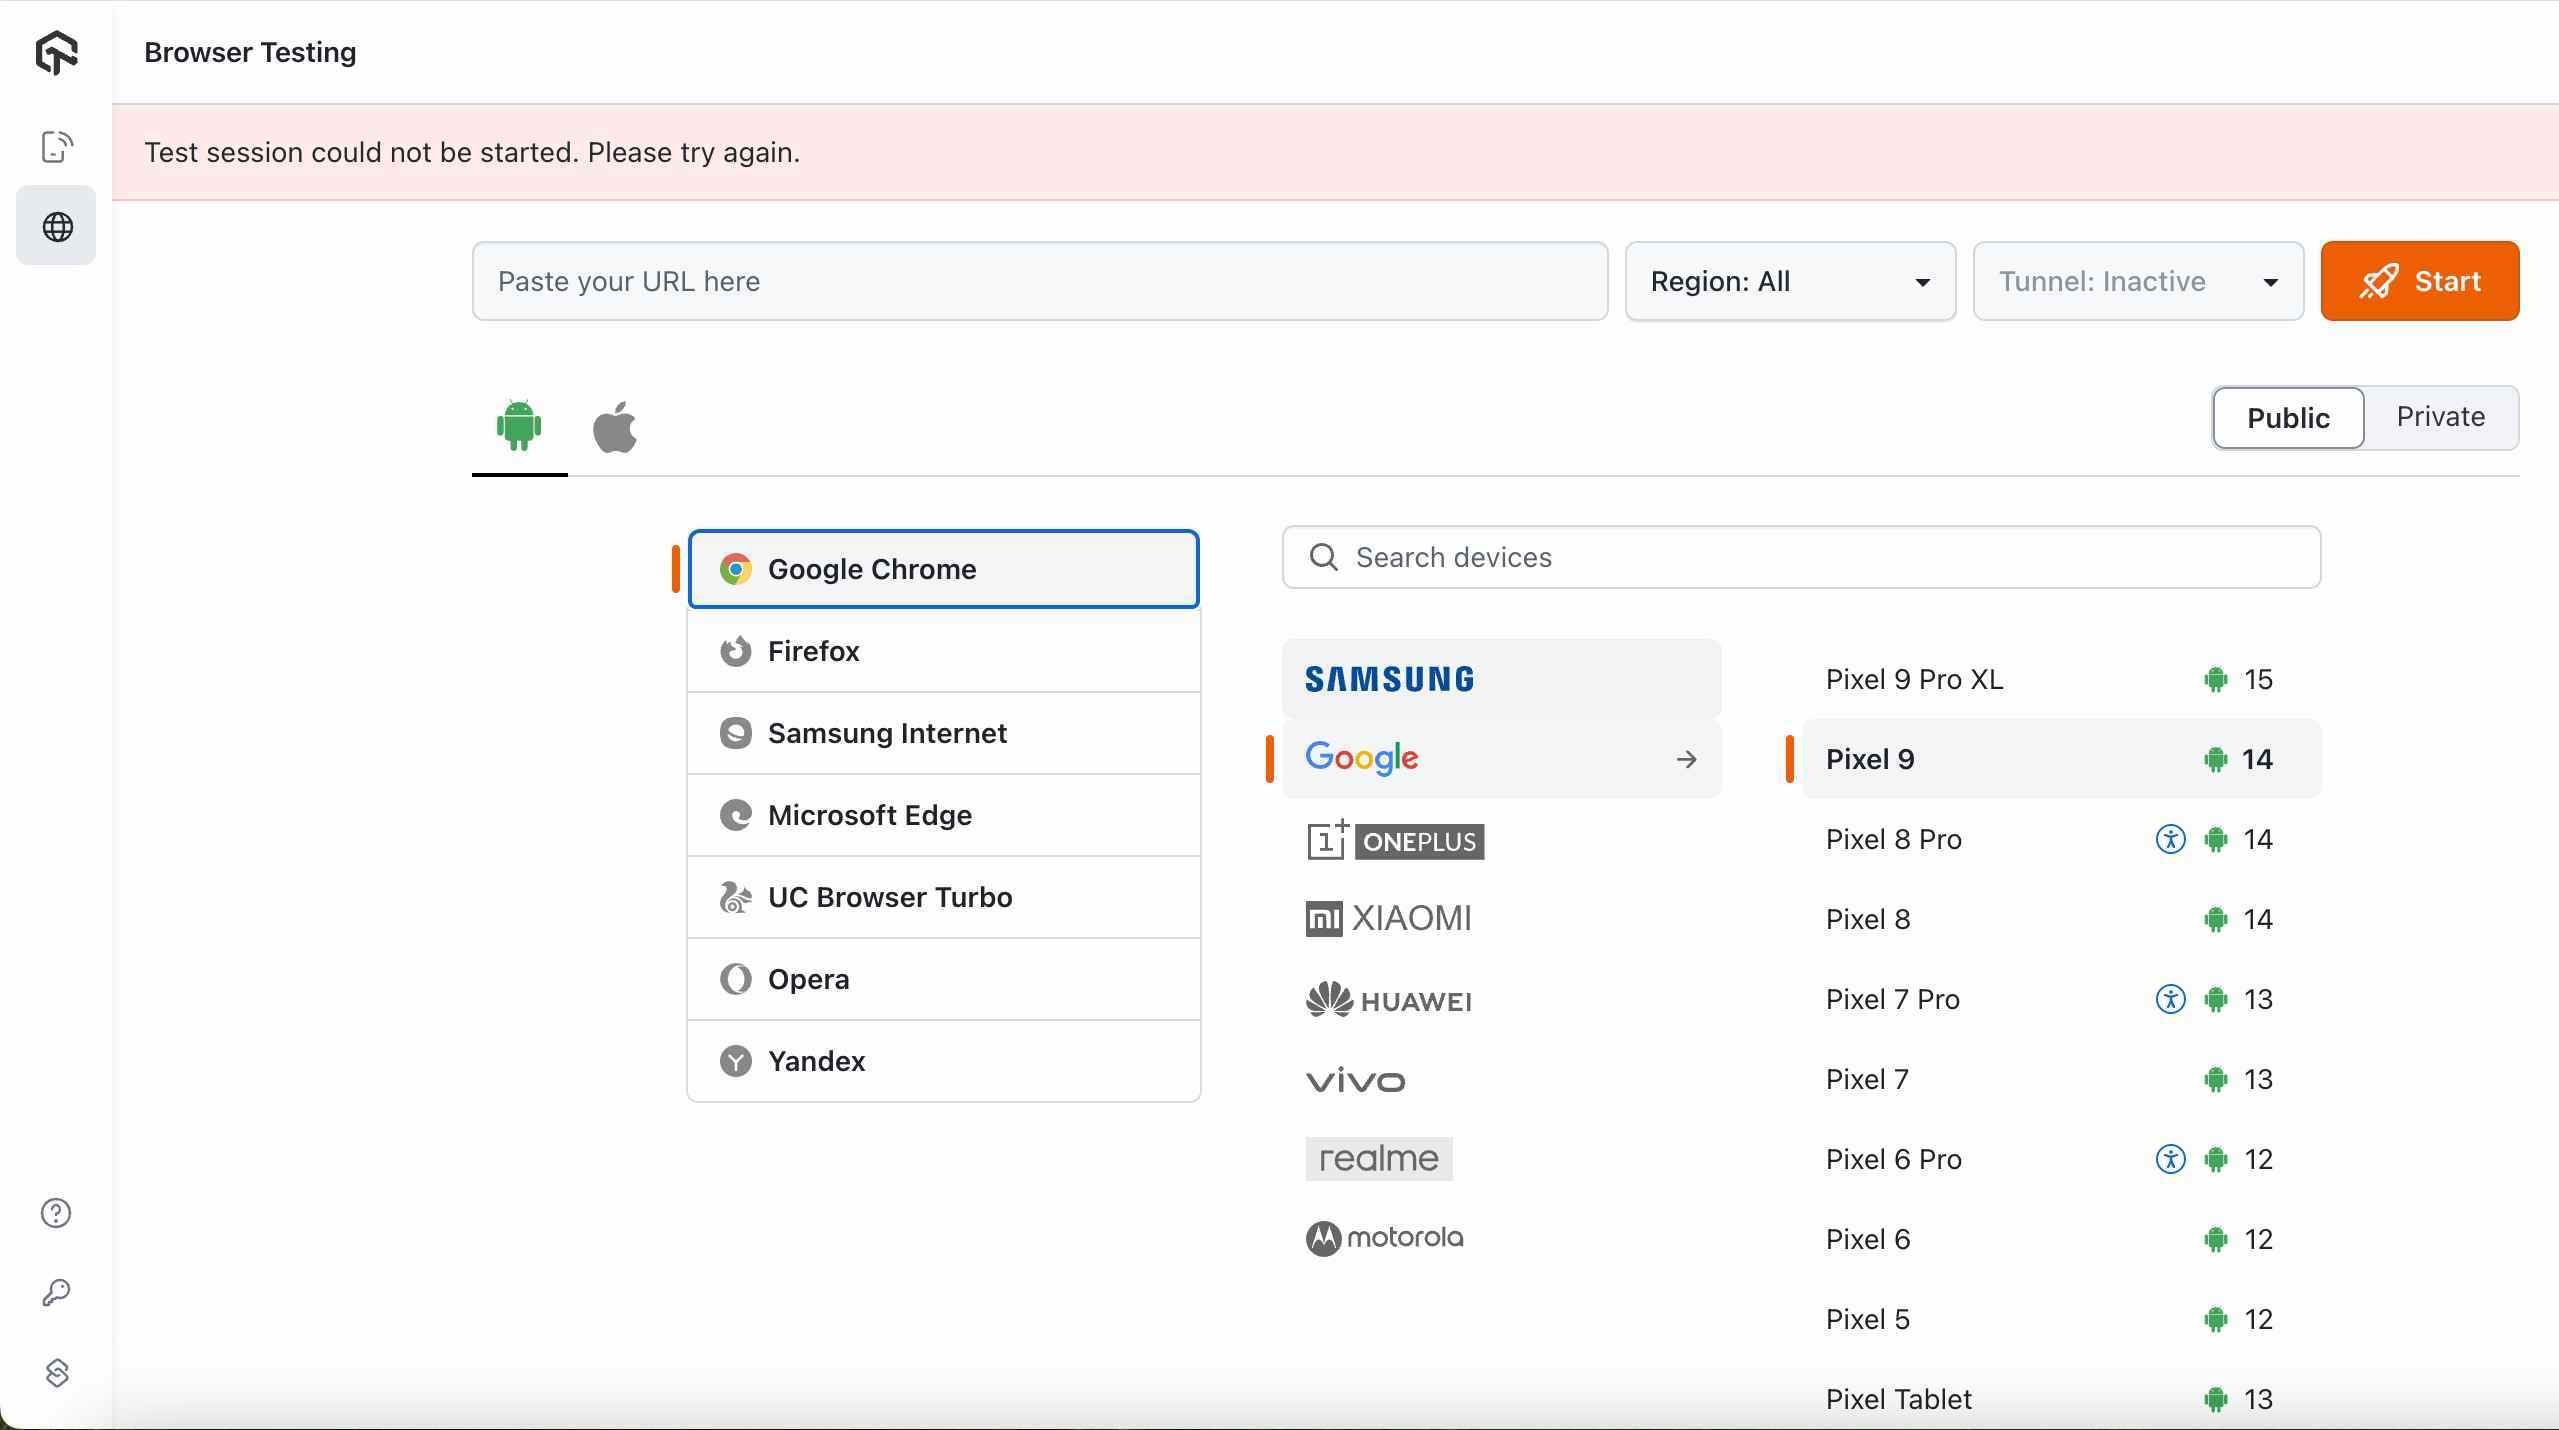 Browser Testing
Test session could not be started. Please try again.
Paste your URL here
Region: All
Tunnel: Inactive
Start
Public
Private
Google Chrome
Firefox
Samsung Internet
Microsoft Edge
UC Browser Turbo
Opera
Yandex
Search devices
SAMSUNG
Google
1+ ONEPLUS
mi XIAOMI
HUAWEI
vivo
realme
motorola
Pixel 9 Pro XL 15
Pixel 9 14
Pixel 8 Pro 14
Pixel 8 14
Pixel 7 Pro 13
Pixel 7 13
Pixel 6 Pro 12
Pixel 6 12
Pixel 5 12
Pixel Tablet 13